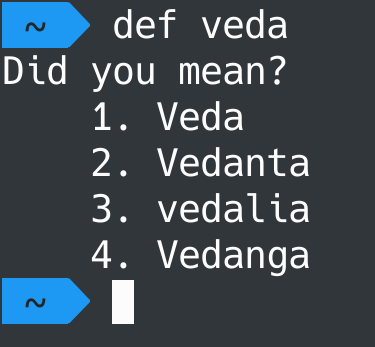 ~ def veda
Did you mean?
1. Veda
2. Vedanta
3. vedalia
4. Vedanga
~